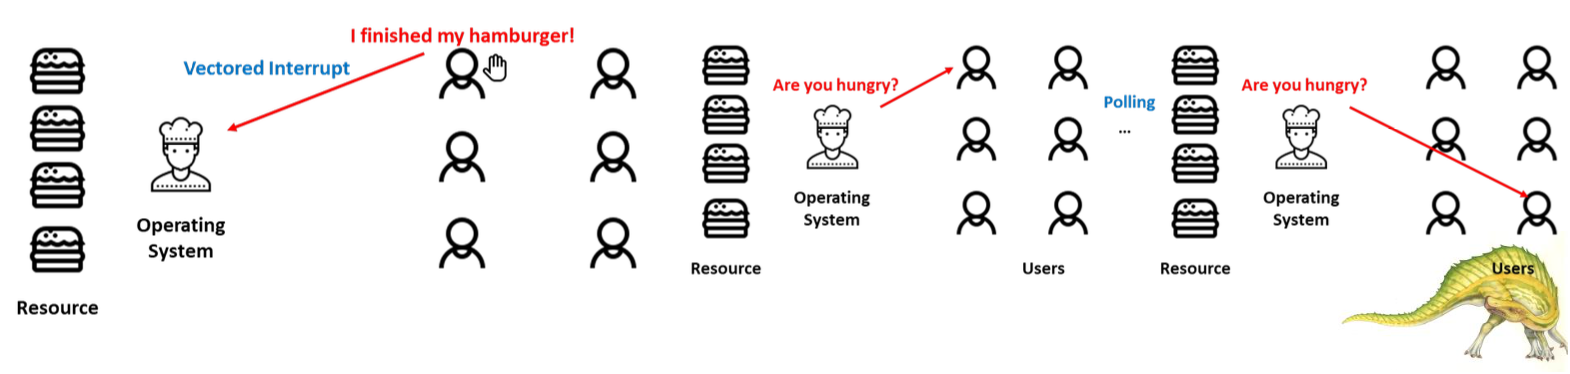 I finished my hamburger!
Vectored Interrupt
Operating
System
Resource
Are you hungry?
Operating
System
Resource
Users
Polling
...
Are you hungry?
Operating
System
Resource
Users